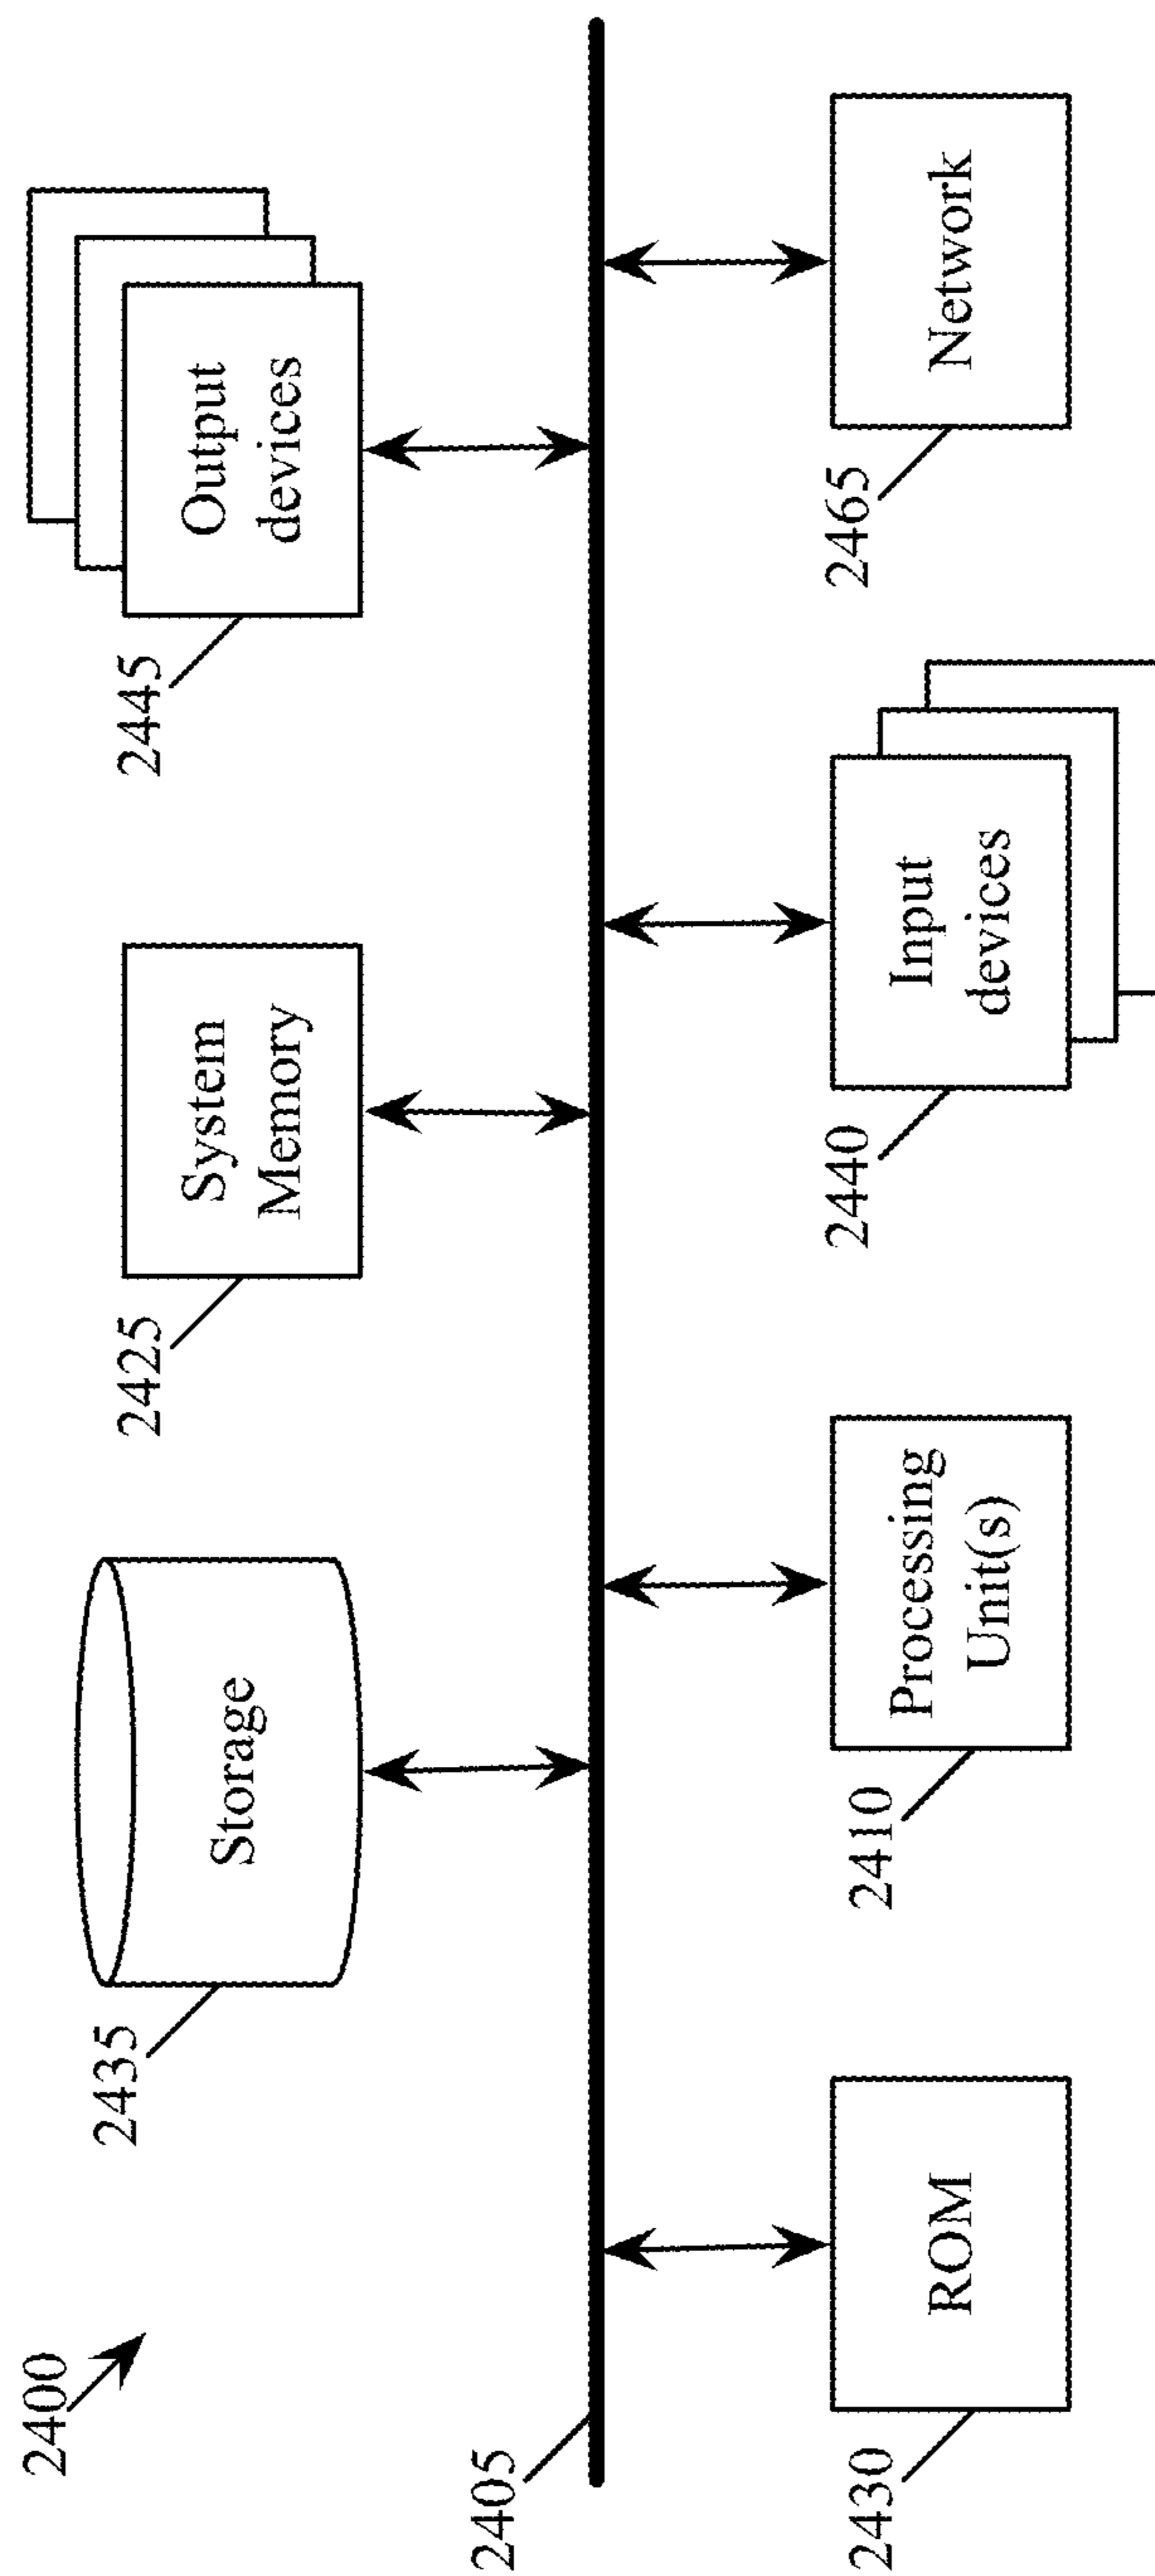 2400
2435
Storage
2425
System
Memory
2445
Output
devices
2405
2430
ROM
2410
Processing
Unit(s)
2440
Input
devices
2465
Network